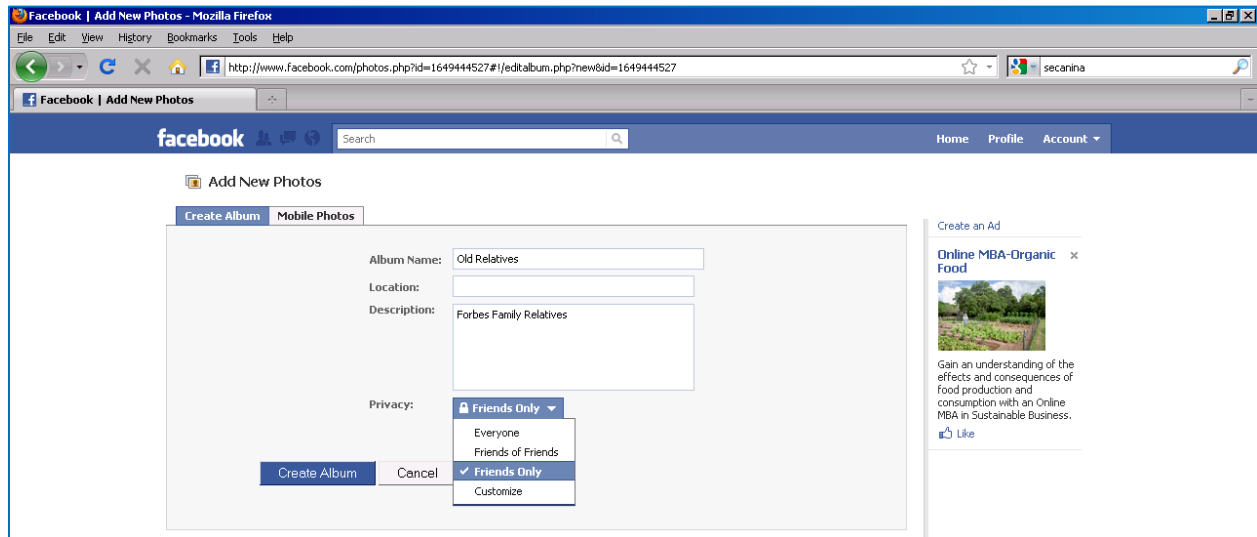 Facebook | Add New Photos - Mozilla Firefox
File Edit View History Bookmarks Tools Help
http://www.facebook.com/photos.php?id=1649444527#!/editalbum.php?new&id=1649444527
secanina
Facebook | Add New Photos
facebook Search Home Profile Account
Add New Photos
Create Album Mobile Photos
Album Name: Old Relatives
Location:
Description: Forbes Family Relatives
Privacy: Friends Only
Everyone
Friends of Friends
Friends Only
Customize
Create Album Cancel
Create an Ad
Online MBA-Organic
Food
Gain an understanding of the
effects and consequences of
food production and
consumption with an Online
MBA in Sustainable Business.
Like